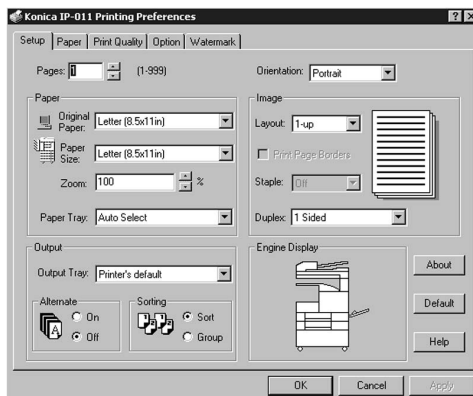 Konica IP-011 Printing Preferences
Setup Paper Print Quality Option Watermark
Pages: 1 (1-999)
Orientation: Portrait
Paper
Original Paper: Letter (8.5x11in)
Paper Size: Letter (8.5x11in)
Zoom: 100 %
Paper Tray: Auto Select
Image
Layout: 1-up
Print Page Borders
Staple: Off
Duplex: 1 Sided
Output
Output Tray: Printer's default
Alternate
On
Off
Sorting
Sort
Group
Engine Display
About
Default
Help
OK Cancel Apply